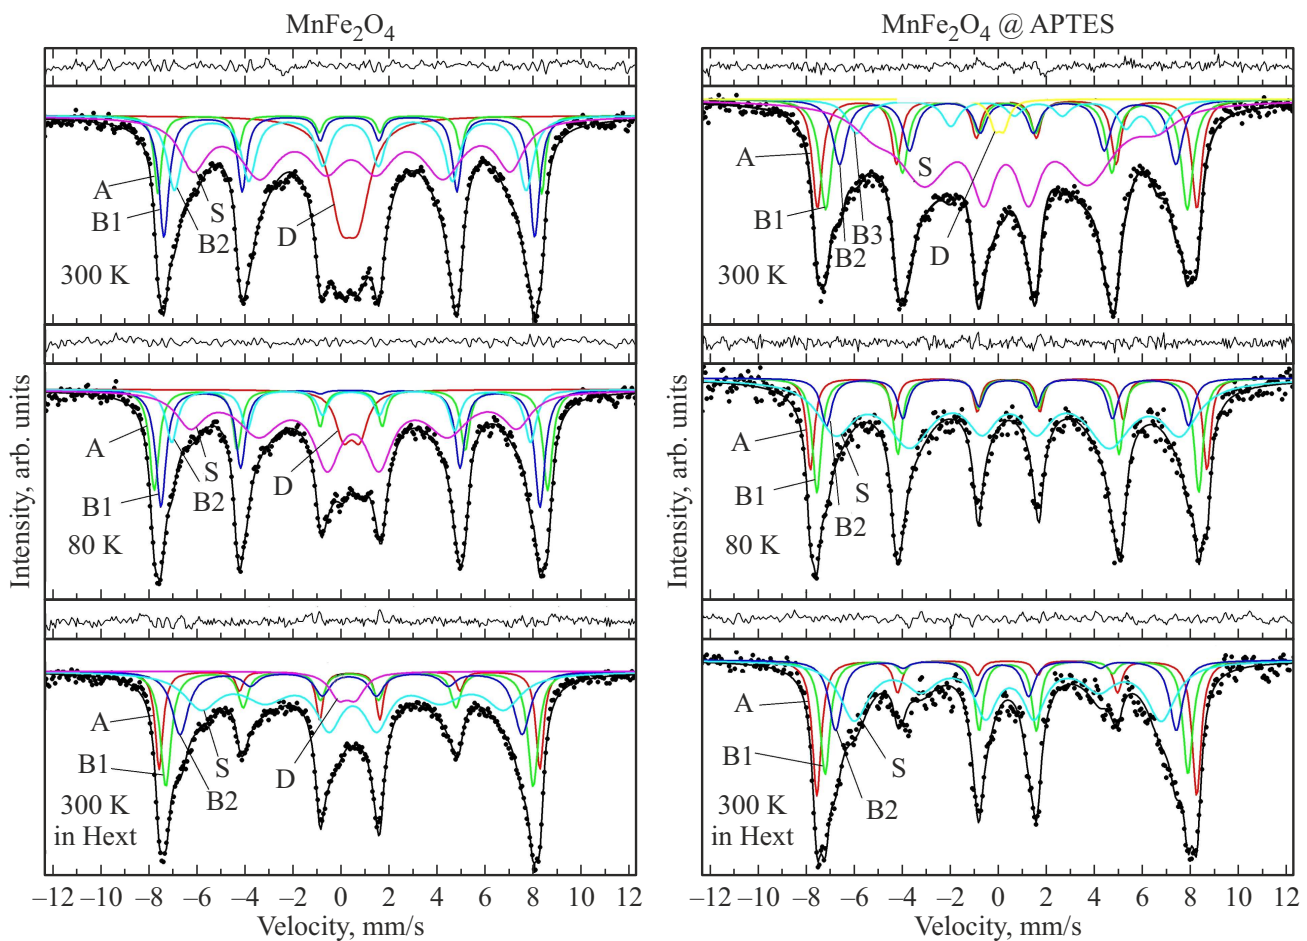 MnFe2O4
MnFe2O4 @ APTES
Intensity, arb. units
A
B1
S
B2
D
300 K
A
B1
S
B3
B2
D
300 K
A
B1
S
B2
D
80 K
Intensity, arb. units
A
B1
S
B2
80 K
A
B1
S
B2
D
300 K
in Hext
A
B1
S
B2
300 K
in Hext
−12 −10 −8 −6 −4 −2 0 2 4 6 8 10 12
Velocity, mm/s
−12 −10 −8 −6 −4 −2 0 2 4 6 8 10 12
Velocity, mm/s